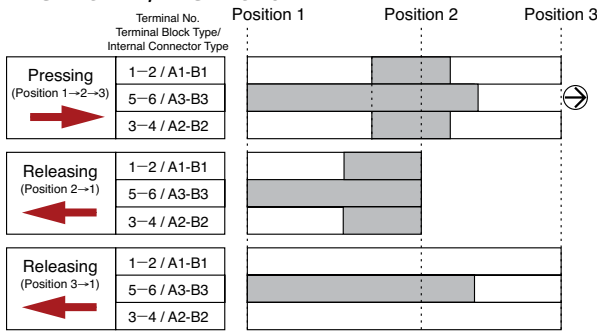 Terminal No.
Terminal Block Type/
Internal Connector Type
Position 1 Position 2 Position 3
Pressing
(Position 1→2→3)
1—2 / A1-B1
5—6 / A3-B3
3—4 / A2-B2
Releasing
(Position 2→1)
1—2 / A1-B1
5—6 / A3-B3
3—4 / A2-B2
Releasing
(Position 3→1)
1—2 / A1-B1
5—6 / A3-B3
3—4 / A2-B2